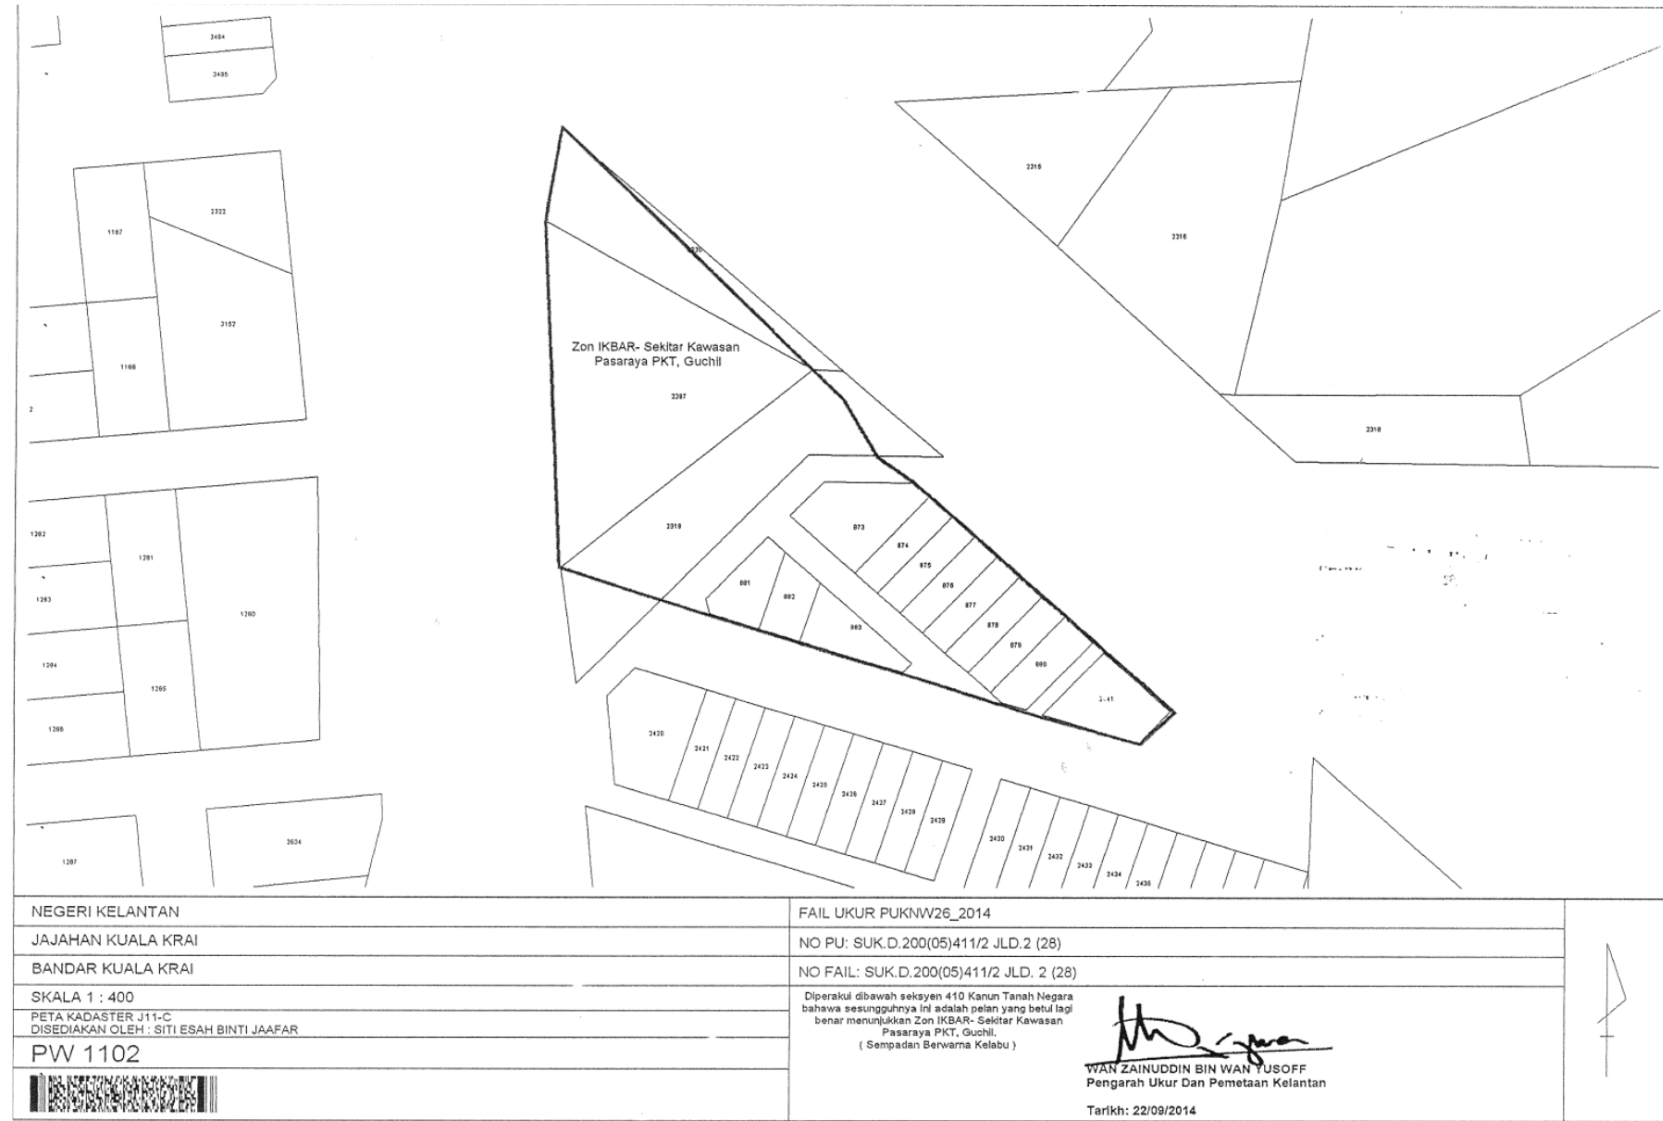 3484
3485
2322
1187
3157
1188
2
2315
2316
2318
Zon IKBAR- Sekitar Kawasan
Pasaraya PKT, Guchil
2387
2319
873
874
875
876
877
878
879
880
881
882
883
1282
1281
1283
1280
1284
1285
1286
1287
3634
2420
2421
2422
2423
2424
2425
2426
2427
2428
2429
2430
2431
2432
2433
2434
2435
NEGERI KELANTAN
JAJAHAN KUALA KRAI
BANDAR KUALA KRAI
SKALA 1 : 400
PETA KADASTER J11-C
DISEDIAKAN OLEH : SITI ESAH BINTI JAAFAR
PW 1102
FAIL UKUR PUKNW26_2014
NO PU: SUK.D.200(05)411/2 JLD.2 (28)
NO FAIL: SUK.D.200(05)411/2 JLD. 2 (28)
Diperakui dibawah seksyen 410 Kanun Tanah Negara
bahawa sesungguhnya ini adalah pelan yang betul lagi
benar menunjukkan Zon IKBAR- Sekitar Kawasan
Pasaraya PKT, Guchil.
( Sempadan Berwarna Kelabu )
WAN ZAINUDDIN BIN WAN YUSOFF
Pengarah Ukur Dan Pemetaan Kelantan
Tarikh: 22/09/2014